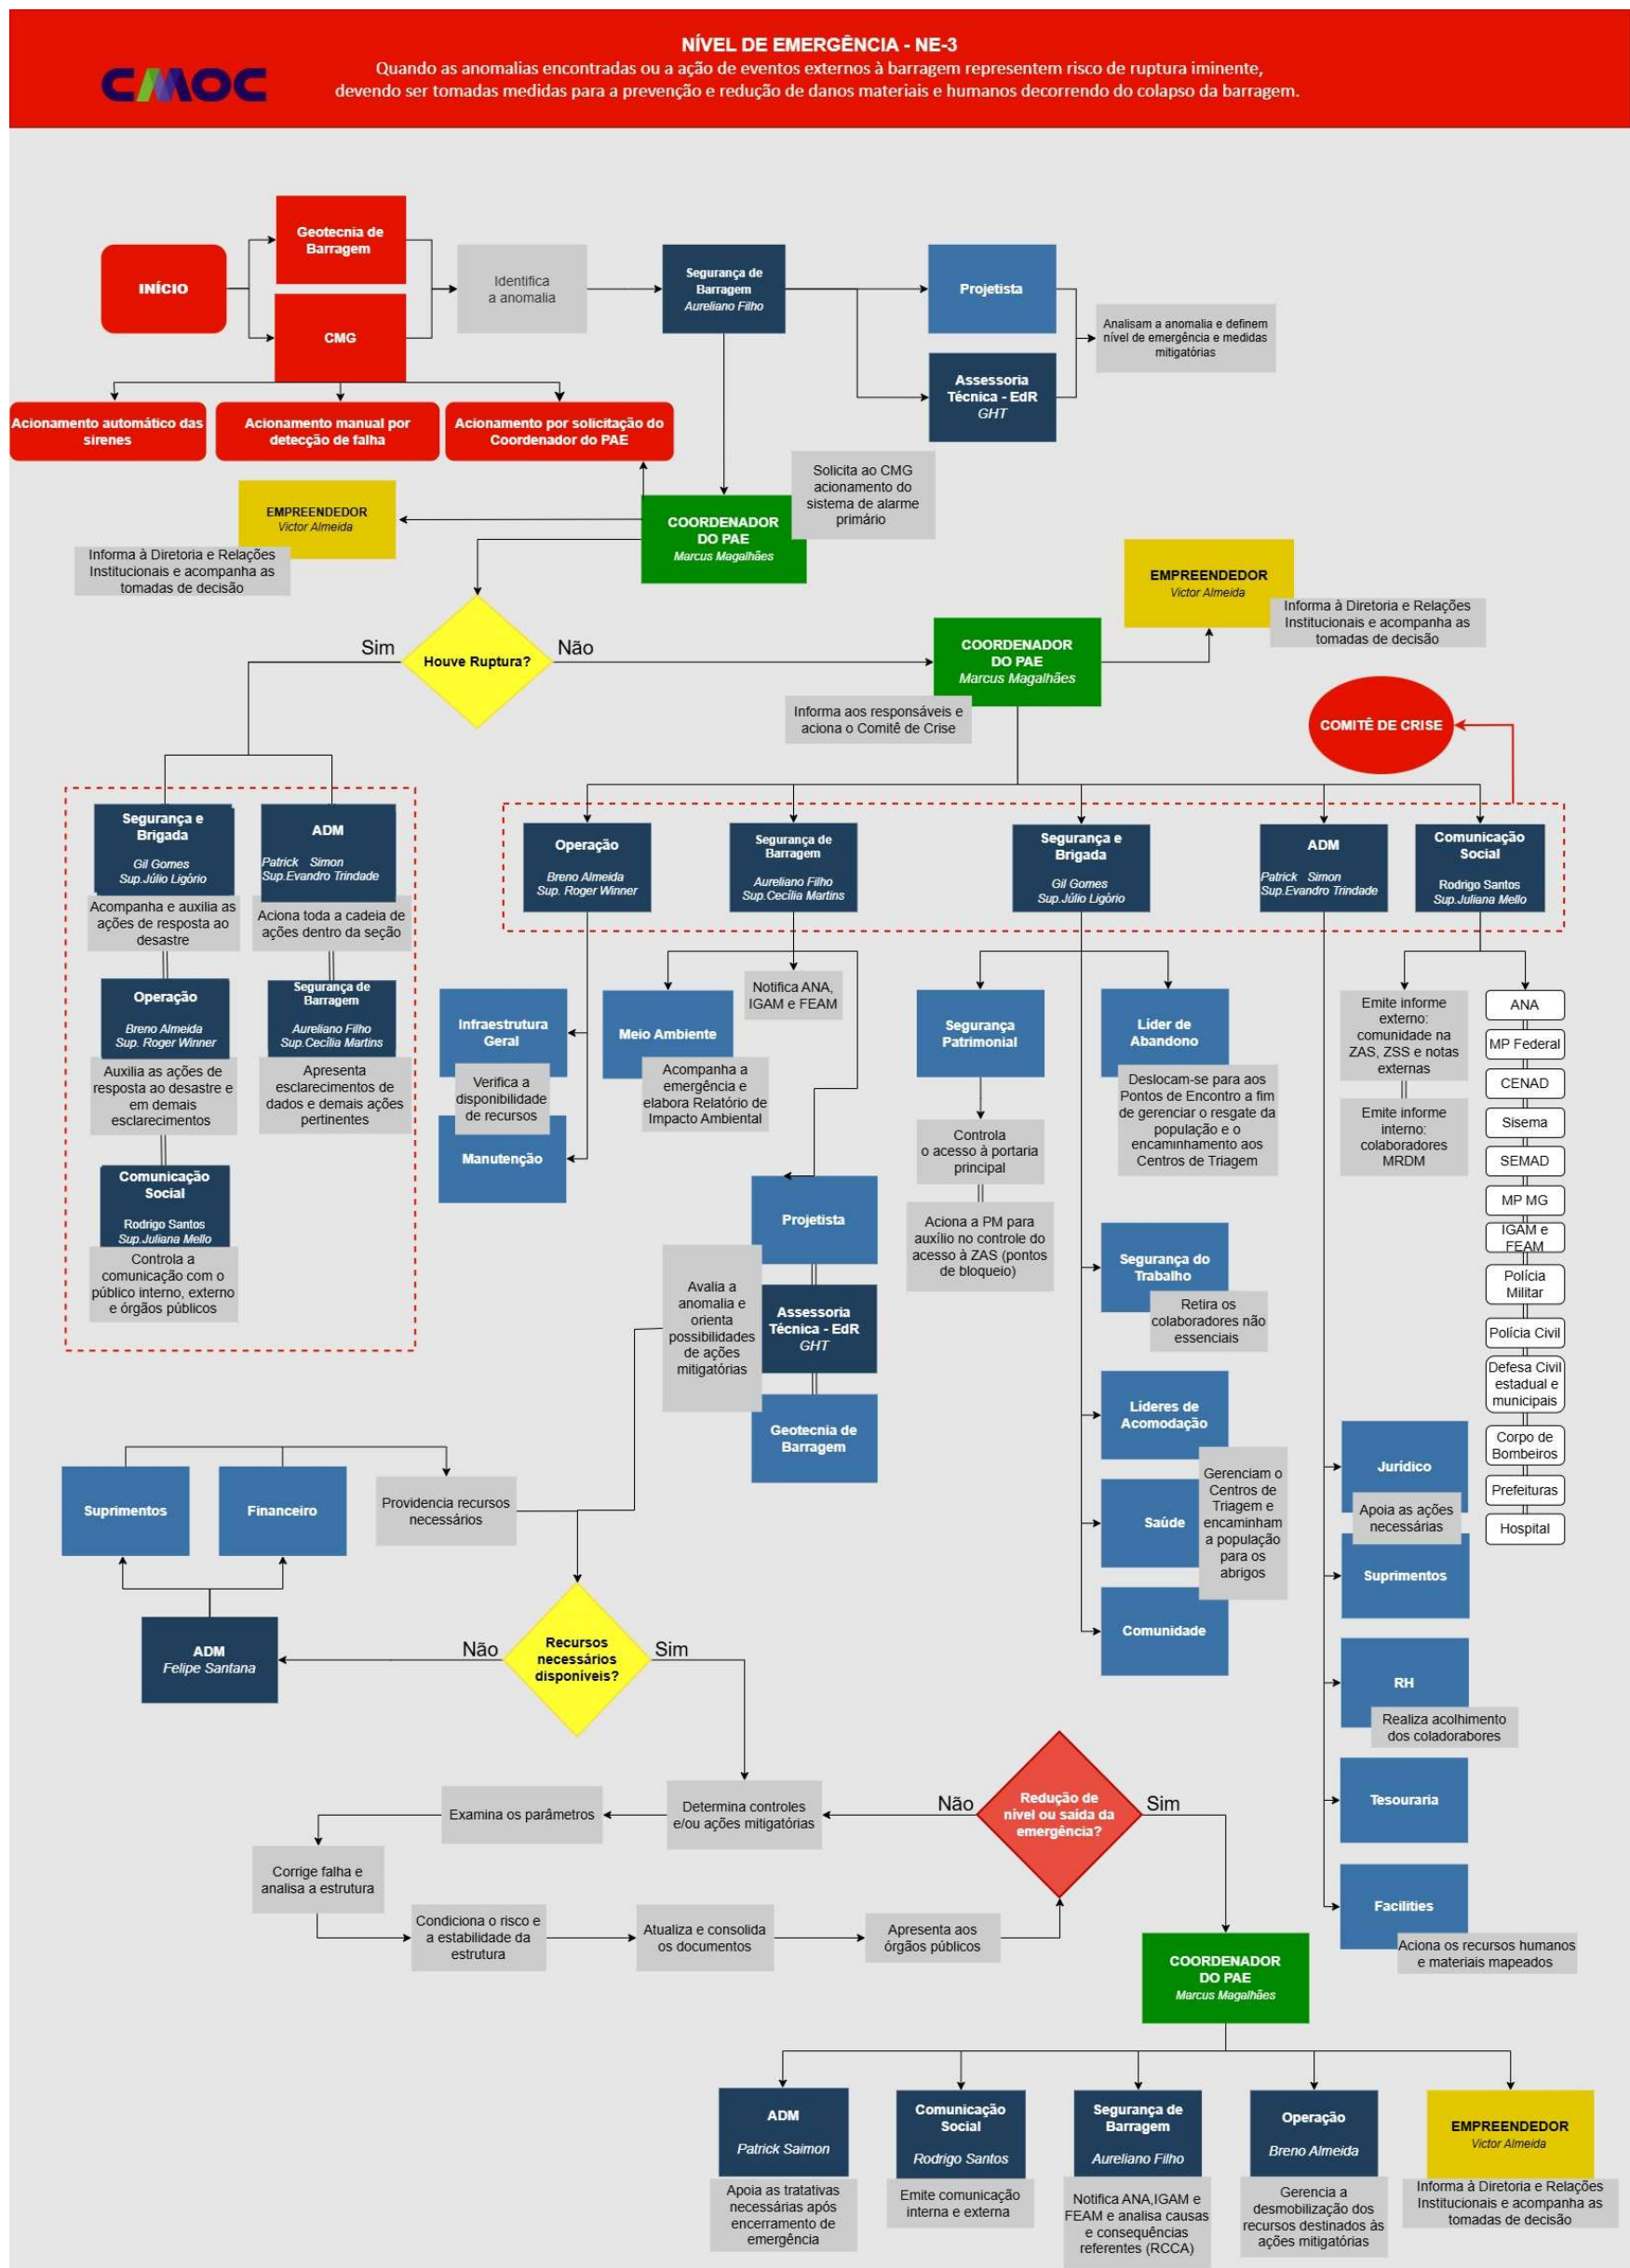 NÍVEL DE EMERGÊNCIA - NE-3
Quando as anomalias encontradas ou a ação de eventos externos à barragem representem risco de ruptura iminente,
devendo ser tomadas medidas para a prevenção e redução de danos materiais e humanos decorrendo do colapso da barragem.
CMOC
INÍCIO
Geotecnia de
Barragem
CMG
Identifica
a anomalia
Segurança de
Barragem
Aureliano Filho
Projetista
Assessoria
Técnica - EdR
GHT
Analisam a anomalia e definem
nível de emergência e medidas
mitigatórias
Acionamento automático das
sirenes
Acionamento manual por
detecção de falha
Acionamento por solicitação do
Coordenador do PAE
Solicita ao CMG
acionamento do
sistema de alarme
primário
EMPREENDEDOR
Victor Almeida
Informa à Diretoria e Relações
Institucionais e acompanha as
tomadas de decisão
COORDENADOR
DO PAE
Marcus Magalhães
EMPREENDEDOR
Victor Almeida
Informa à Diretoria e Relações
Institucionais e acompanha as
tomadas de decisão
Sim
Houve Ruptura?
Não
COORDENADOR
DO PAE
Marcus Magalhães
Informa aos responsáveis e
aciona o Comitê de Crise
COMITÊ DE CRISE
Segurança e
Brigada
Gil Gomes
Sup.Júlio Ligório
Acompanha e auxilia as
ações de resposta ao
desastre
ADM
Patrick Simon
Sup.Evandro Trindade
Aciona toda a cadeia de
ações dentro da seção
Operação
Breno Almeida
Sup. Roger Winner
Auxilia as ações de
resposta ao desastre e
em demais
esclarecimentos
Segurança de
Barragem
Aureliano Filho
Sup.Cecília Martins
Apresenta
esclarecimentos de
dados e demais ações
pertinentes
Comunicação
Social
Rodrigo Santos
Sup.Juliana Mello
Controla a
comunicação com o
público interno, externo
e órgãos públicos
Operação
Breno Almeida
Sup. Roger Winner
Segurança de
Barragem
Aureliano Filho
Sup.Cecília Martins
Segurança e
Brigada
Gil Gomes
Sup.Júlio Ligório
ADM
Patrick Simon
Sup.Evandro Trindade
Comunicação
Social
Rodrigo Santos
Sup.Juliana Mello
Infraestrutura
Geral
Verifica a
disponibilidade
de recursos
Manutenção
Meio Ambiente
Acompanha a
emergência e
elabora Relatório de
Impacto Ambiental
Notifica ANA,
IGAM e FEAM
Projetista
Avalia a
anomalia e
orienta
possibilidades
de ações
mitigatórias
Assessoria
Técnica - EdR
GHT
Geotecnia de
Barragem
Segurança
Patrimonial
Controla
o acesso à portaria
principal
Aciona a PM para
auxílio no controle do
acesso à ZAS (pontos
de bloqueio)
Líder de
Abandono
Deslocam-se para aos
Pontos de Encontro a fim
de gerenciar o resgate da
população e o
encaminhamento aos
Centros de Triagem
Segurança do
Trabalho
Retira os
colaboradores não
essenciais
Líderes de
Acomodação
Saúde
Gerenciam o
Centros de
Triagem e
encaminham
a população
para os
abrigos
Comunidade
Emite informe
externo:
comunidade na
ZAS, ZSS e notas
externas
Emite informe
interno:
colaboradores
MRDM
ANA
MP Federal
CENAD
Sisema
SEMAD
MP MG
IGAM e
FEAM
Polícia
Militar
Polícia Civil
Defesa Civil
estadual e
municipais
Corpo de
Bombeiros
Prefeituras
Hospital
Jurídico
Apoia as ações
necessárias
Suprimentos
RH
Realiza acolhimento
dos coladorabores
Tesouraria
Facilities
Aciona os recursos humanos
e materiais mapeados
Suprimentos
Financeiro
Providencia recursos
necessários
ADM
Felipe Santana
Não
Recursos
necessários
disponíveis?
Sim
Examina os parâmetros
Determina controles
e/ou ações mitigatórias
Não
Redução de
nível ou saída da
emergência?
Sim
Corrige falha e
analisa a estrutura
Condiciona o risco e
a estabilidade da
estrutura
Atualiza e consolida
os documentos
Apresenta aos
órgãos públicos
COORDENADOR
DO PAE
Marcus Magalhães
ADM
Patrick Saimon
Apoia as tratativas
necessárias após
encerramento de
emergência
Comunicação
Social
Rodrigo Santos
Emite comunicação
interna e externa
Segurança de
Barragem
Aureliano Filho
Notifica ANA,IGAM e
FEAM e analisa causas
e consequências
referentes (RCCA)
Operação
Breno Almeida
Gerencia a
desmobilização dos
recursos destinados às
ações mitigatórias
EMPREENDEDOR
Victor Almeida
Informa à Diretoria e Relações
Institucionais e acompanha as
tomadas de decisão